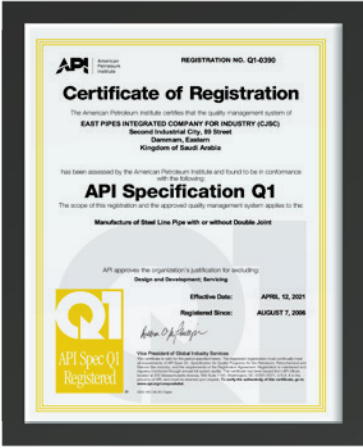 API
American
Petroleum
Institute
REGISTRATION NO. Q1-0390
Certificate of Registration
The American Petroleum Institute certifies that the quality management system of
EAST PIPES INTEGRATED COMPANY FOR INDUSTRY (CJSC)
Second Industrial City, 89 Street
Dammam, Eastern
Kingdom of Saudi Arabia
has been assessed by the American Petroleum Institute and found to be in conformance
with the following:
API Specification Q1
The scope of this registration and the approved quality management system applies to the:
Manufacture of Steel Line Pipe with or without Double Joint
API approves the organization's justification for excluding:
Design and Development; Servicing
Effective Date: APRIL 12, 2021
Registered Since: AUGUST 7, 2006
Q1
API Spec Q1
Registered
Vice President of Global Industry Services